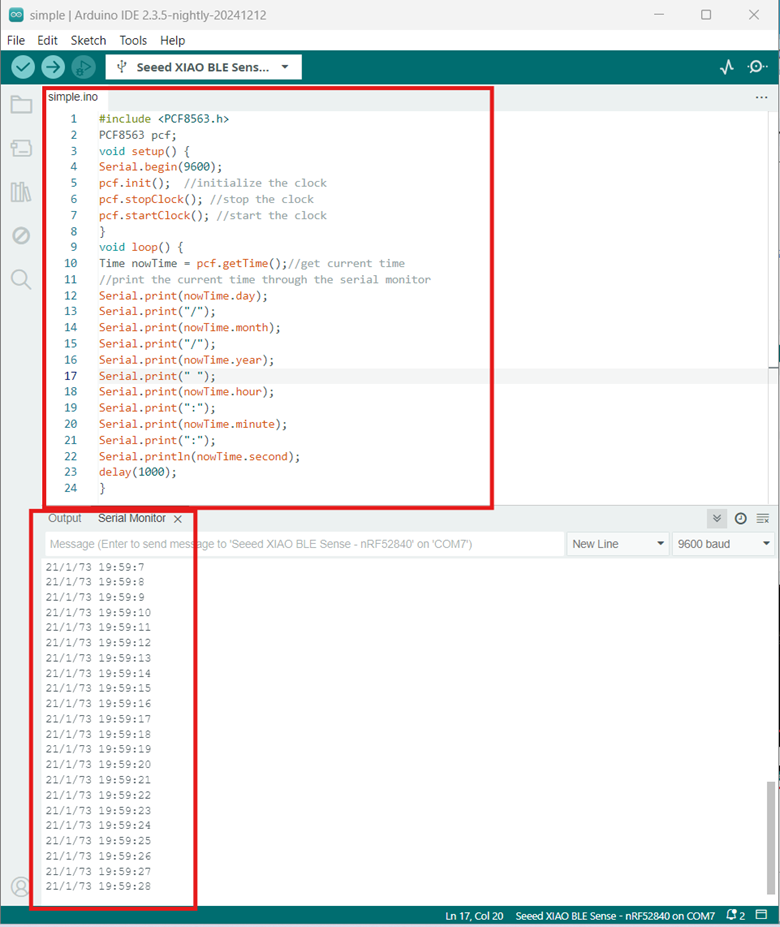 simple | Arduino IDE 2.3.5-nightly-20241212
File Edit Sketch Tools Help
Seeed XIAO BLE Sens...
simple.ino
1 #include <PCF8563.h>
2 PCF8563 pcf;
3 void setup() {
4 Serial.begin(9600);
5 pcf.init();  //initialize the clock
6 pcf.stopClock(); //stop the clock
7 pcf.startClock(); //start the clock
8 }
9 void loop() {
10 Time nowTime = pcf.getTime();//get current time
11 //print the current time through the serial monitor
12 Serial.print(nowTime.day);
13 Serial.print("/");
14 Serial.print(nowTime.month);
15 Serial.print("/");
16 Serial.print(nowTime.year);
17 Serial.print(" ");
18 Serial.print(nowTime.hour);
19 Serial.print(":");
20 Serial.print(nowTime.minute);
21 Serial.print(":");
22 Serial.println(nowTime.second);
23 delay(1000);
24 }
Output Serial Monitor
Message (Enter to send message to 'Seeed XIAO BLE Sense - nRF52840' on 'COM7') New Line 9600 baud
21/1/73 19:59:7
21/1/73 19:59:8
21/1/73 19:59:9
21/1/73 19:59:10
21/1/73 19:59:11
21/1/73 19:59:12
21/1/73 19:59:13
21/1/73 19:59:14
21/1/73 19:59:15
21/1/73 19:59:16
21/1/73 19:59:17
21/1/73 19:59:18
21/1/73 19:59:19
21/1/73 19:59:20
21/1/73 19:59:21
21/1/73 19:59:22
21/1/73 19:59:23
21/1/73 19:59:24
21/1/73 19:59:25
21/1/73 19:59:26
21/1/73 19:59:27
21/1/73 19:59:28
Ln 17, Col 20 Seeed XIAO BLE Sense - nRF52840 on COM7 2